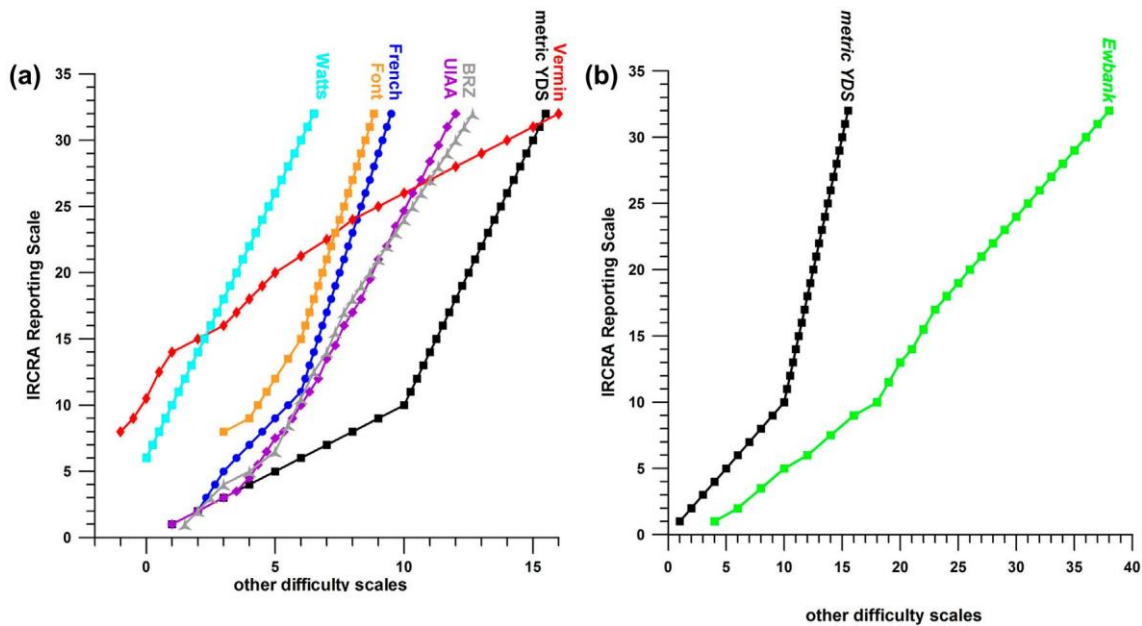 (a)
IRCRA Reporting Scale
35
30
25
20
15
10
5
0
Watts
Font
French
UIAA
BRZ
metric YDS
Vermin
0
5
10
15
other difficulty scales
(b)
IRCRA Reporting Scale
35
30
25
20
15
10
5
0
metric YDS
Ewbank
0
5
10
15
20
25
30
35
40
other difficulty scales